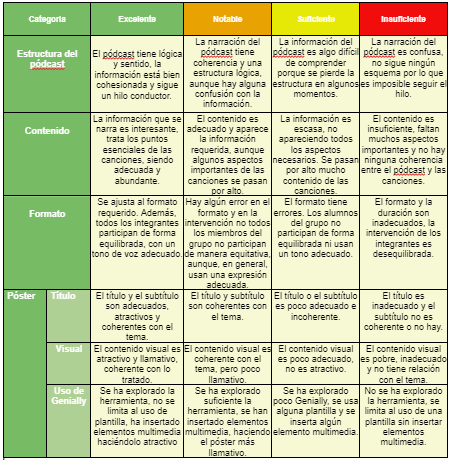 Categoría Excelente Notable Suficiente Insuficiente
Estructura del
pódcast
El pódcast tiene lógica
y sentido, la
información está bien
cohesionada y sigue
un hilo conductor.
La narración del
pódcast tiene
coherencia y una
estructura lógica,
aunque hay alguna
confusión con la
información.
La información del
pódcast es algo difícil
de comprender
porque se pierde la
estructura en algunos
momentos.
La narración del
pódcast es confusa,
no sigue ningún
esquema por lo que
es imposible seguir el
hilo.
Contenido
La información que se
narra es interesante,
trata los puntos
esenciales de las
canciones, siendo
adecuada y
abundante.
El contenido es
adecuado y aparece
la información
requerida, aunque
algunos aspectos
importantes de las
canciones se pasan
por alto.
La información es
escasa, no
apareciendo todos
los aspectos
necesarios. Se pasan
por alto mucho
contenido de las
canciones.
El contenido es
insuficiente, faltan
muchos aspectos
importantes y no hay
ninguna coherencia
entre el pódcast y las
canciones.
Formato
Se ajusta al formato
requerido. Además,
todos los integrantes
participan de forma
equilibrada, con un
tono de voz adecuado.
Hay algún error en el
formato y en la
intervención no todos
los miembros del
grupo no participan
de manera equitativa,
aunque, en general,
usan una expresión
adecuada.
El formato tiene
errores. Los alumnos
del grupo no
participan de forma
equilibrada ni usan
un tono adecuado.
El formato y la
duración son
inadecuados, la
intervención de los
integrantes es
desequilibrada.
Póster
Título
El título y el subtítulo
son adecuados,
atractivos y
coherentes con el
tema.
El título y subtítulo
son coherentes con
el tema.
El título o el subtítulo
es poco adecuado e
incoherente.
El título es
inadecuado y el
subtítulo no es
coherente o no hay.
Visual
El contenido visual es
atractivo y llamativo,
coherente con lo
tratado.
El contenido visual es
coherente con el
tema, pero poco
llamativo.
El contenido visual
es poco adecuado,
no es atractivo.
El contenido visual
es pobre, inadecuado
y no tiene relación
con el tema.
Uso de
Genially
Se ha explorado la
herramienta, no se
limita al uso de
plantilla, ha insertado
elementos multimedia
haciéndolo atractivo
Se ha explorado
suficiente la
herramienta, se han
insertado elementos
multimedia, haciendo
el póster más
llamativo.
Se ha explorado
poco Genially, se usa
alguna plantilla y se
inserta algún
elemento multimedia.
No se ha explorado
la herramienta, se
limita al uso de una
plantilla sin insertar
elementos
multimedia.